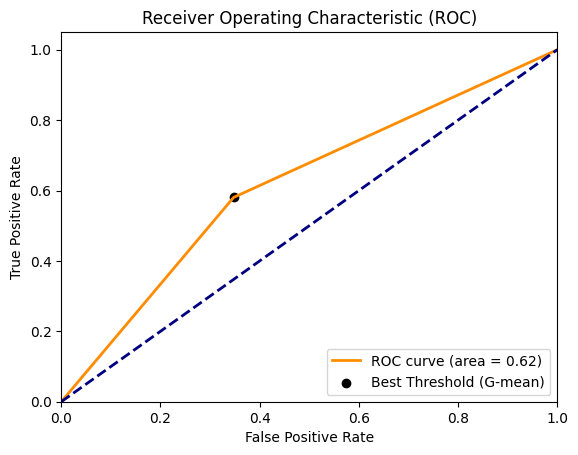 Receiver Operating Characteristic (ROC)
True Positive Rate
1.0
0.8
0.6
0.4
0.2
0.0
ROC curve (area = 0.62)
Best Threshold (G-mean)
0.0 0.2 0.4 0.6 0.8 1.0
False Positive Rate